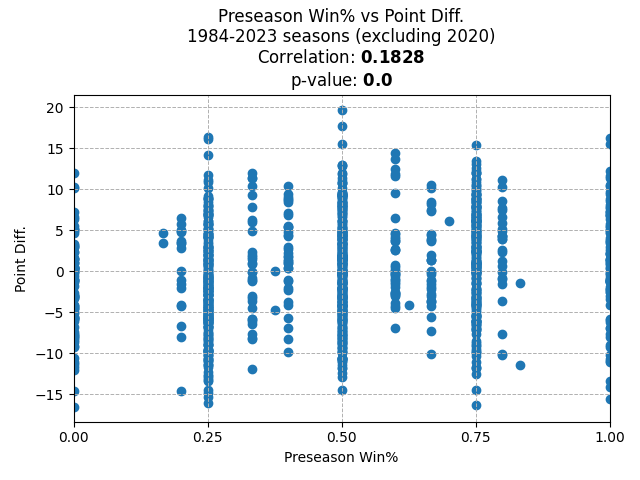 Preseason Win% vs Point Diff.
1984-2023 seasons (excluding 2020)
Correlation: 0.1828
p-value: 0.0
20
15
10
5
0
−5
−10
−15
Point Diff.
0.00 0.25 0.50 0.75 1.00
Preseason Win%